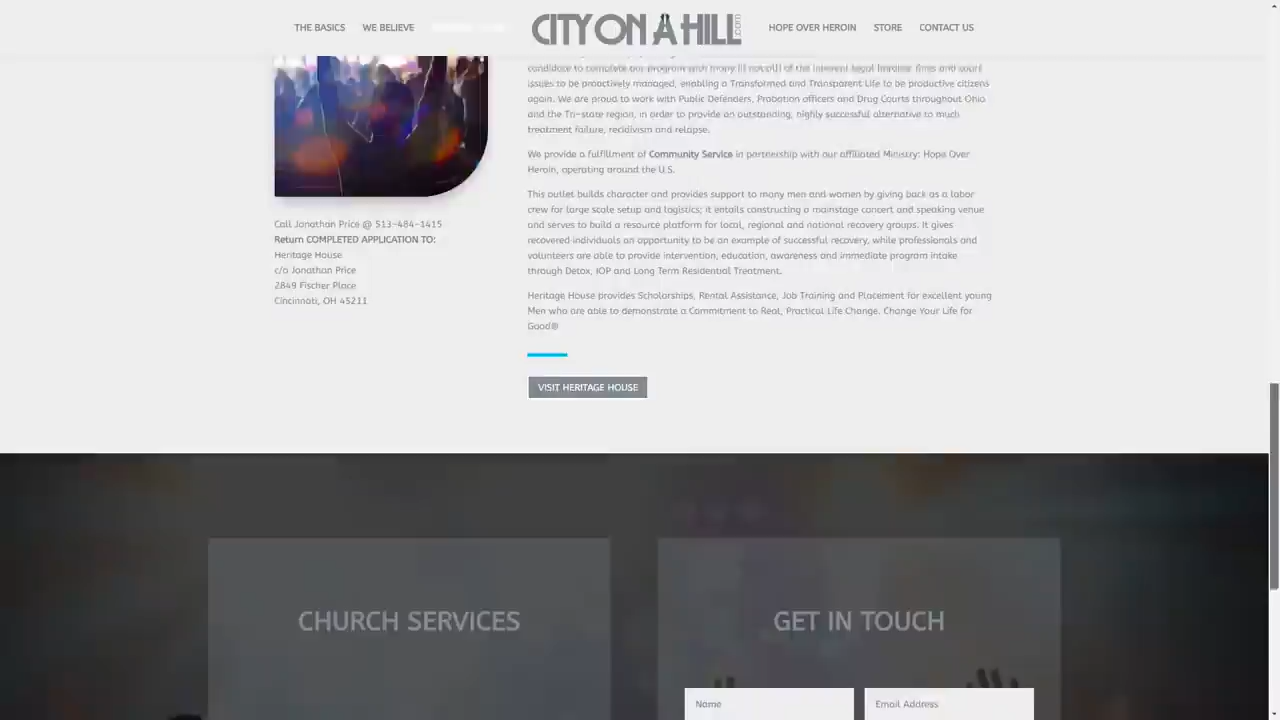 THE BASICS
WE BELIEVE
CITY ON A HILL
.com
HOPE OVER HEROIN
STORE
CONTACT US
candidate to complete our program with many (if not all) of the inherent legal
issues to be proactively managed, enabling a Transformed and Transparent Life to be productive citizens
again. We are proud to work with Public Defenders, Probation officers and Drug Courts throughout Ohio
and the Tri-state region, in order to provide an outstanding, highly successful alternative to much
treatment failure, recidivism and relapse.
We provide a fulfillment of Community Service in partnership with our affiliated Ministry: Hope Over
Heroin, operating around the U.S.
This outlet builds character and provides support to many men and women by giving back as a labor
crew for large scale setup and logistics; it entails constructing a mainstage concert and speaking venue
and serves to build a resource platform for local, regional and national recovery groups. It gives
recovered individuals an opportunity to be an example of successful recovery, while professionals and
volunteers are able to provide intervention, education, awareness and immediate program intake
through Detox, IOP and Long Term Residential Treatment.
Heritage House provides Scholarships, Rental Assistance, Job Training and Placement for excellent young
Men who are able to demonstrate a Commitment to Real, Practical Life Change. Change Your Life for
Good®
VISIT HERITAGE HOUSE
Call Jonathan Price @ 513-484-1415
Return COMPLETED APPLICATION TO:
Heritage House
c/o Jonathan Price
2849 Fischer Place
Cincinnati, OH 45211
CHURCH SERVICES
GET IN TOUCH
Name
Email Address